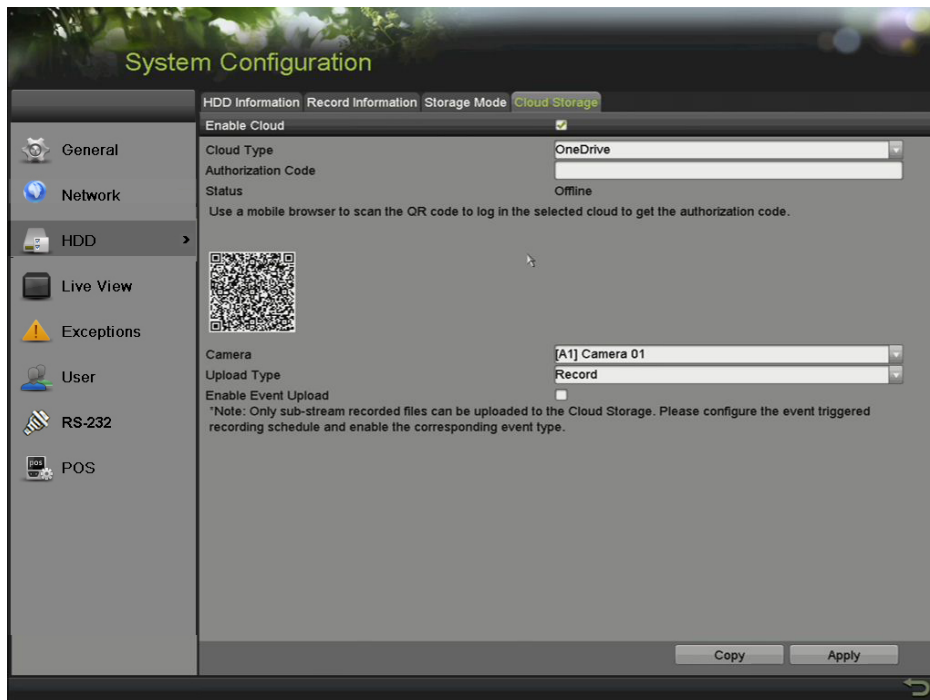 System Configuration
HDD Information Record Information Storage Mode Cloud Storage
Enable Cloud
General
Network
HDD
Live View
Exceptions
User
RS-232
pos POS
Cloud Type OneDrive
Authorization Code
Status Offline
Use a mobile browser to scan the QR code to log in the selected cloud to get the authorization code.
Camera [A1] Camera 01
Upload Type Record
Enable Event Upload
*Note: Only sub-stream recorded files can be uploaded to the Cloud Storage. Please configure the event triggered
recording schedule and enable the corresponding event type.
Copy Apply